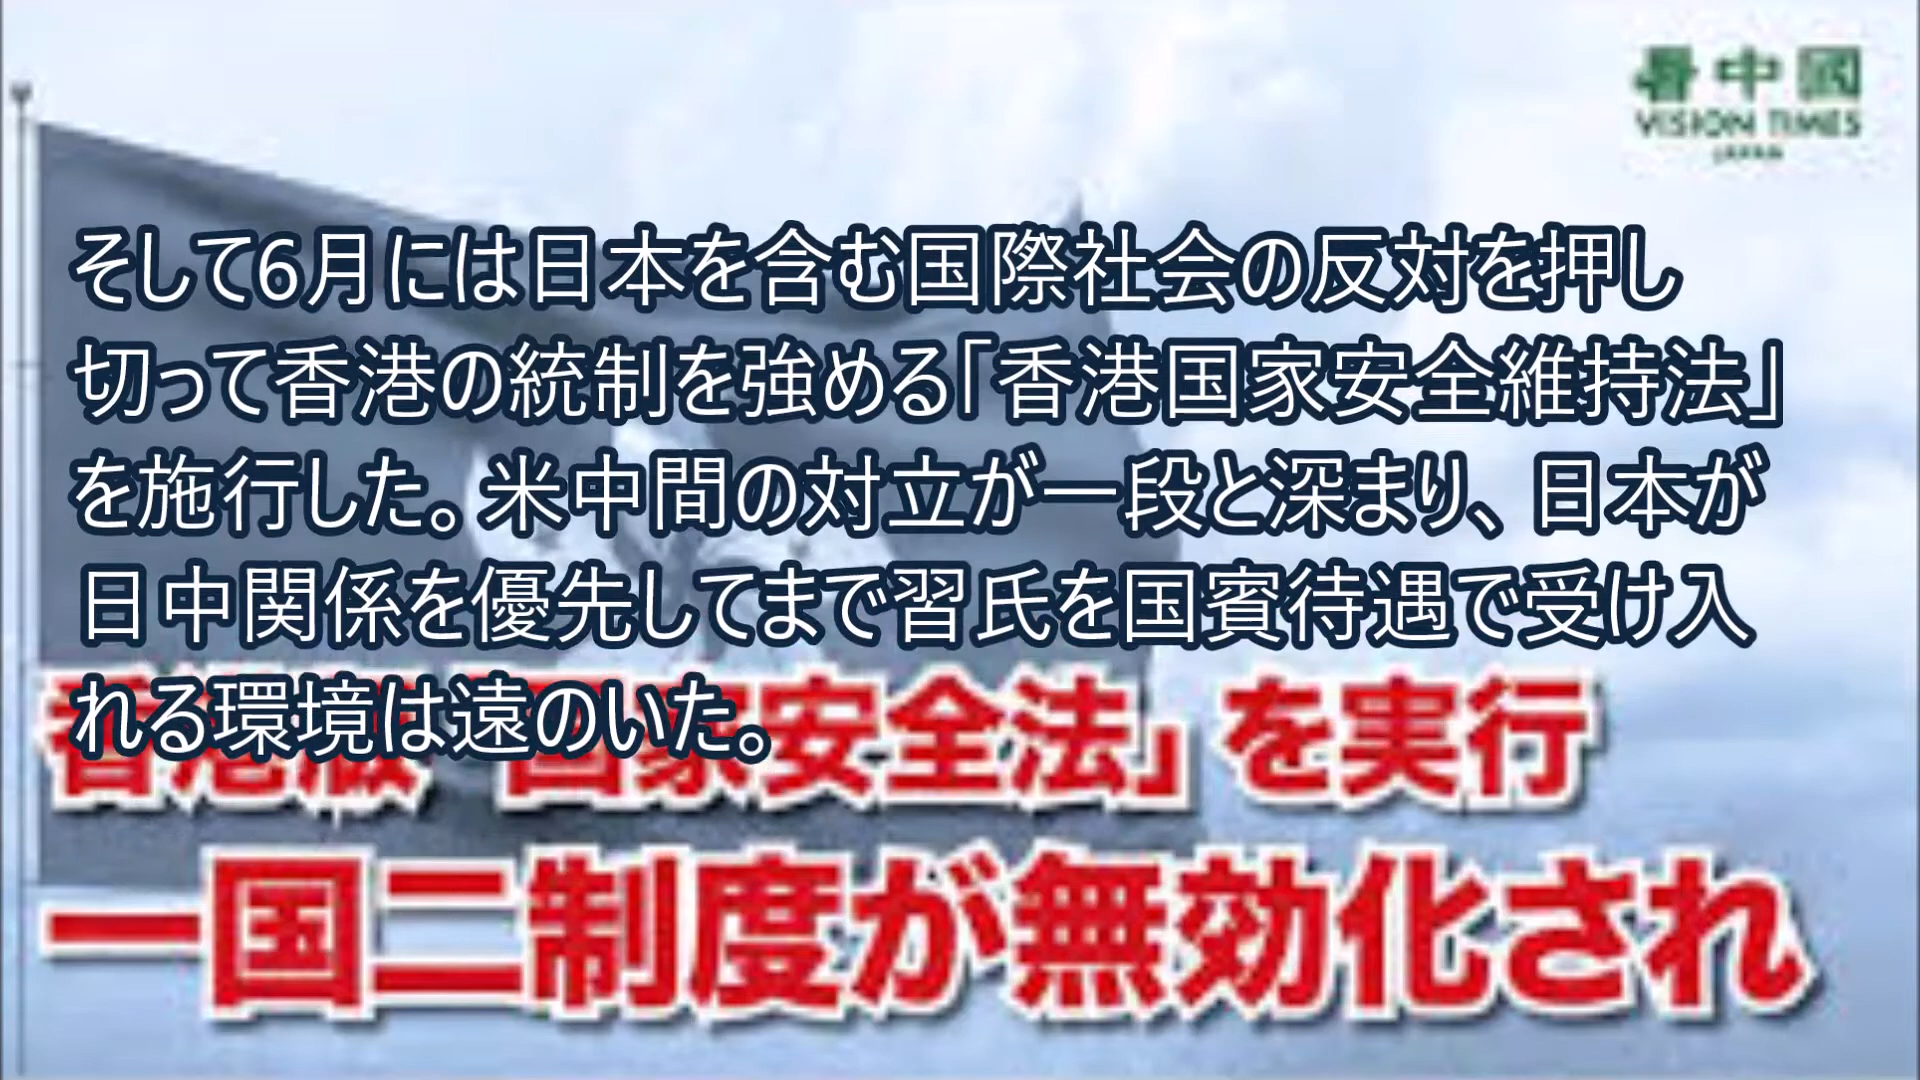 看中國
VISION TIMES
JAPAN
そして6月には日本を含む国際社会の反対を押し
切って香港の統制を強める「香港国家安全維持法」
を施行した。米中間の対立が一段と深まり、日本が
日中関係を優先してまで習氏を国賓待遇で受け入
れる環境は遠のいた。
香港版「国家安全法」を実行
一国二制度が無効化され